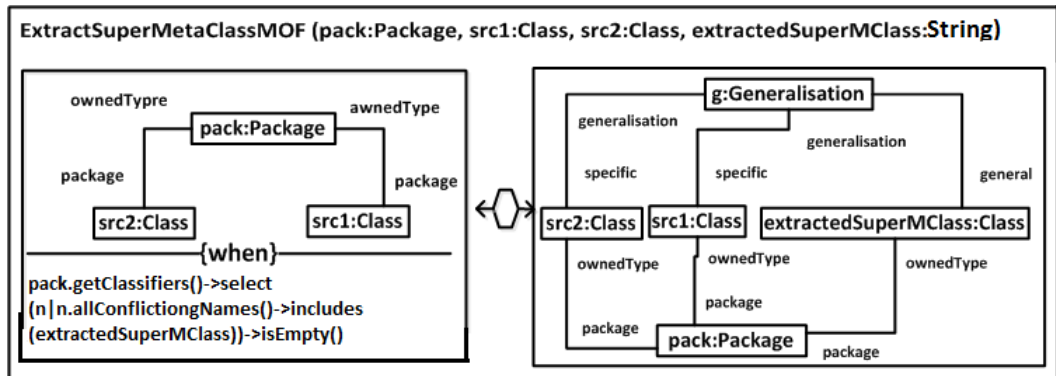 ExtractSuperMetaClassMOF (pack:Package, src1:Class, src2:Class, extractedSuperMClass:String)
ownedTypre
awnedType
pack:Package
package
package
src2:Class
src1:Class
{when}
pack.getClassifiers()->select
(n|n.allConflictiongNames()->includes
(extractedSuperMClass))->isEmpty()
g:Generalisation
generalisation
generalisation
specific
specific
general
src2:Class
src1:Class
extractedSuperMClass:Class
ownedType
ownedType
ownedType
package
package
pack:Package
package